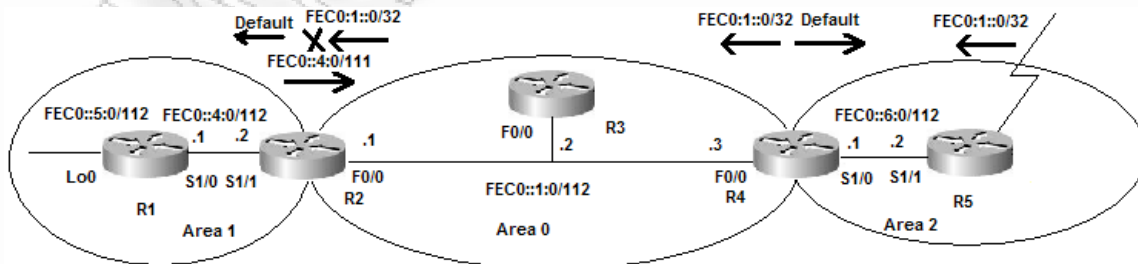 Default
FEC0:1::0/32
FEC0::4:0/111
FEC0:1::0/32
Default
FEC0:1::0/32
FEC0::5:0/112
FEC0::4:0/112
FEC0::6:0/112
.1
.2
.1
F0/0
R3
.2
.3
.1
.2
Lo0
S1/0
S1/1
F0/0
R2
FEC0::1:0/112
F0/0
R4
S1/0
S1/1
R5
R1
Area 1
Area 0
Area 2